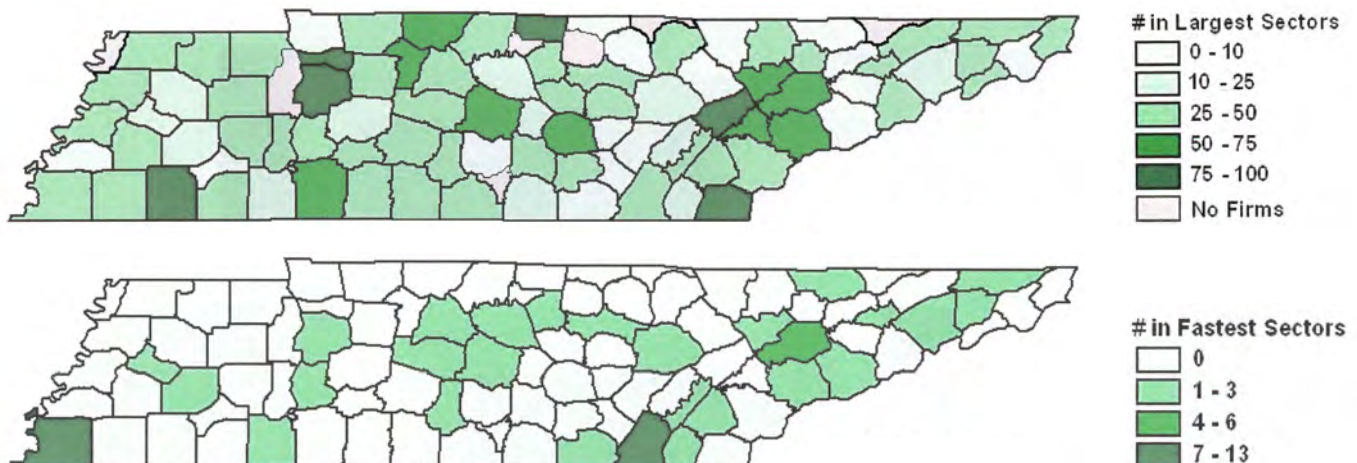 # in Largest Sectors
0 - 10
10 - 25
25 - 50
50 - 75
75 - 100
No Firms
# in Fastest Sectors
0
1 - 3
4 - 6
7 - 13